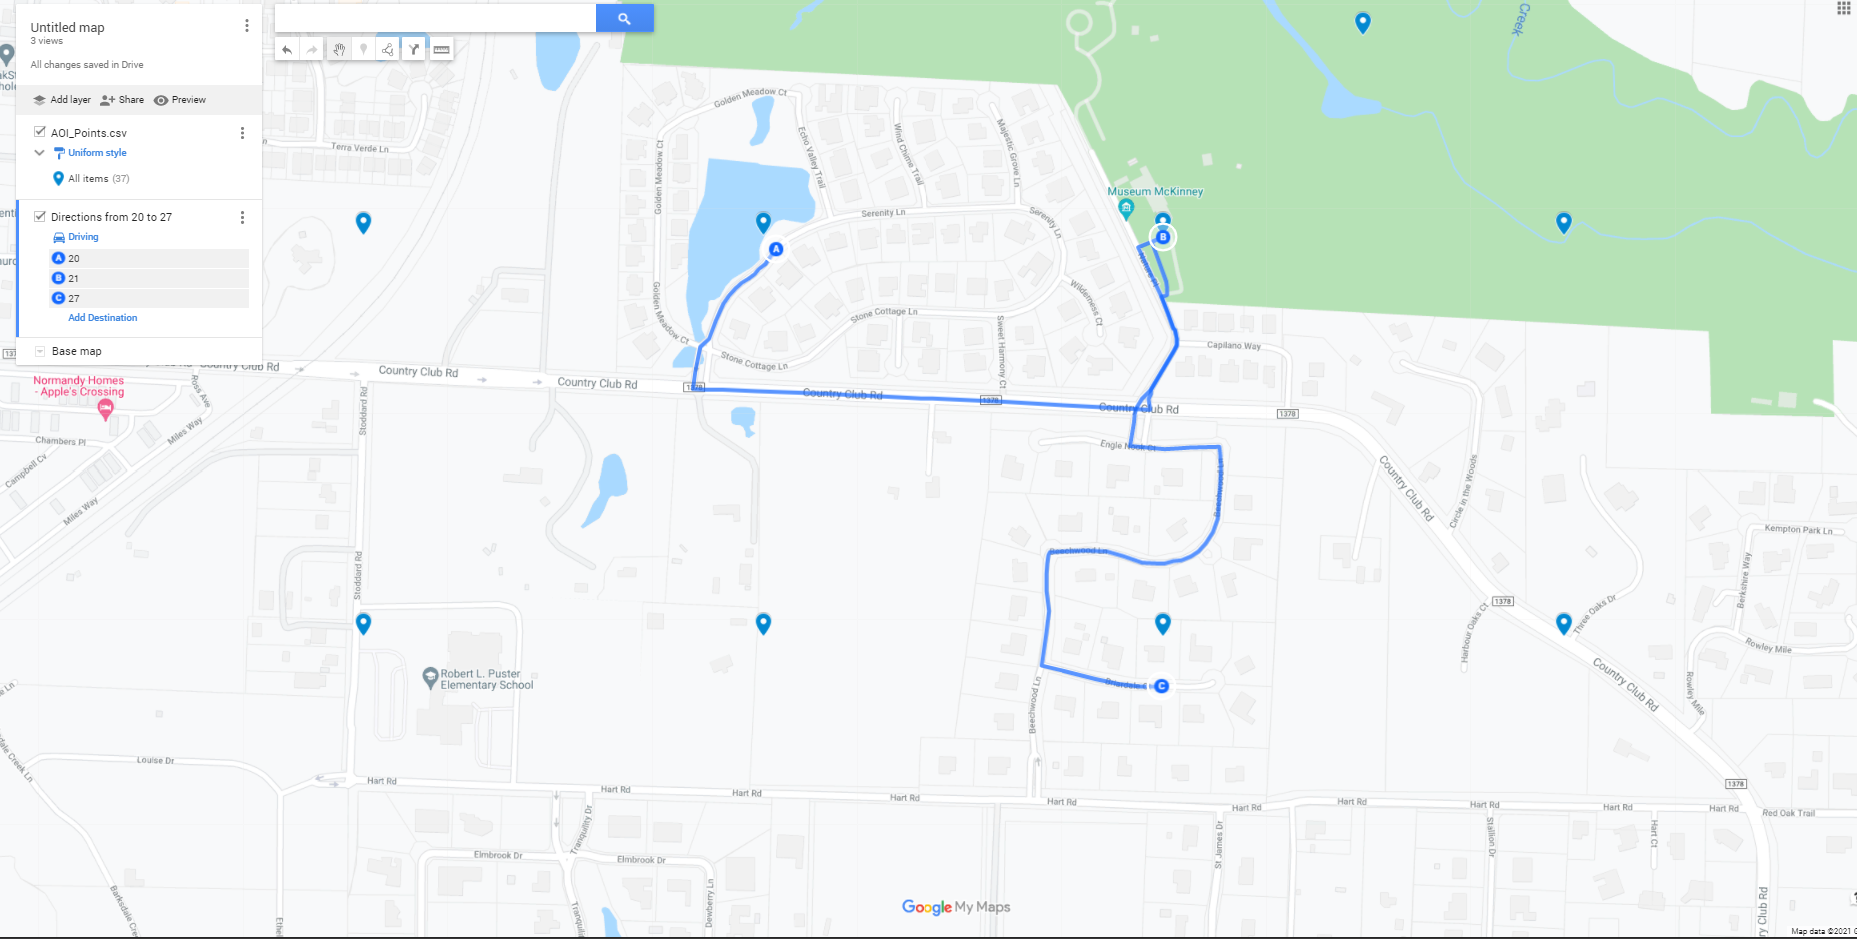 Untitled map
3 views
All changes saved in Drive
Add layer
Share
Preview
AOI_Points.csv
Uniform style
All items (37)
Directions from 20 to 27
Driving
A 20
B 21
C 27
Add Destination
Base map
Creek
Terra Verde Ln
Golden Meadow Ct
Golden Meadow Ct
Golden Meadow Ct
Golden Meadow Ct
Echo Valley Trail
Wind Chime Trail
Majestic Grove Ln
Serenity Ln
Serenity Ln
Museum McKinney
A
B
Wilderness Ct
Stone Cottage Ln
Stone Cottage Ln
Sweet Harmony Ct
Capilano Way
Country Club Rd
Country Club Rd
Country Club Rd
Country Club Rd
Country Club Rd
1378
1378
1378
Normandy Homes
- Apple's Crossing
Ross Ave
Miles Way
Miles Way
Chambers Pl
Campbell Cv
Stoddard Rd
Stoddard Rd
Engle Nook Ct
Beechwood Ln
Beechwood Ln
Beechwood Ln
Country Club Rd
Circle in the Woods
Kempton Park Ln
Berkshire Way
1378
Three Oaks Dr
Harbour Oaks Ct
Rowley Mile
Rowley Mile
Country Club Rd
Robert L. Puster
Elementary School
C
Louise Dr
Hart Rd
Hart Rd
Hart Rd
Hart Rd
Hart Rd
Hart Rd
Hart Rd
Hart Rd
Hart Rd
Hart Rd
1378
Red Oak Trail
Tranquility Dr
Elmbrook Dr
Elmbrook Dr
Dewberry Ln
St James Dr
Stallion Dr
Hart Ct
Google My Maps
Map data ©2021